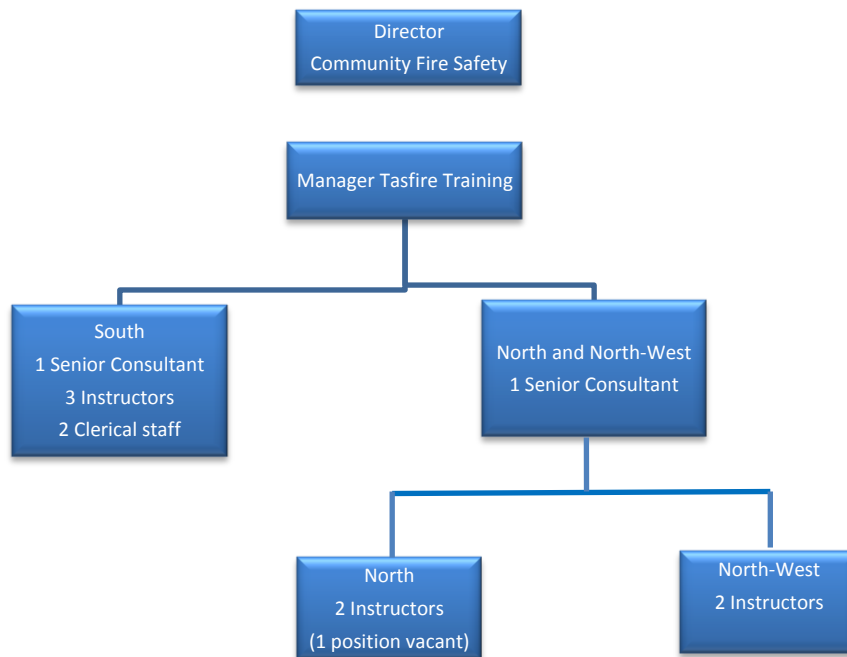 Director
Community Fire Safety
Manager Tasfire Training
South
1 Senior Consultant
3 Instructors
2 Clerical staff
North and North-West
1 Senior Consultant
North
2 Instructors
(1 position vacant)
North-West
2 Instructors